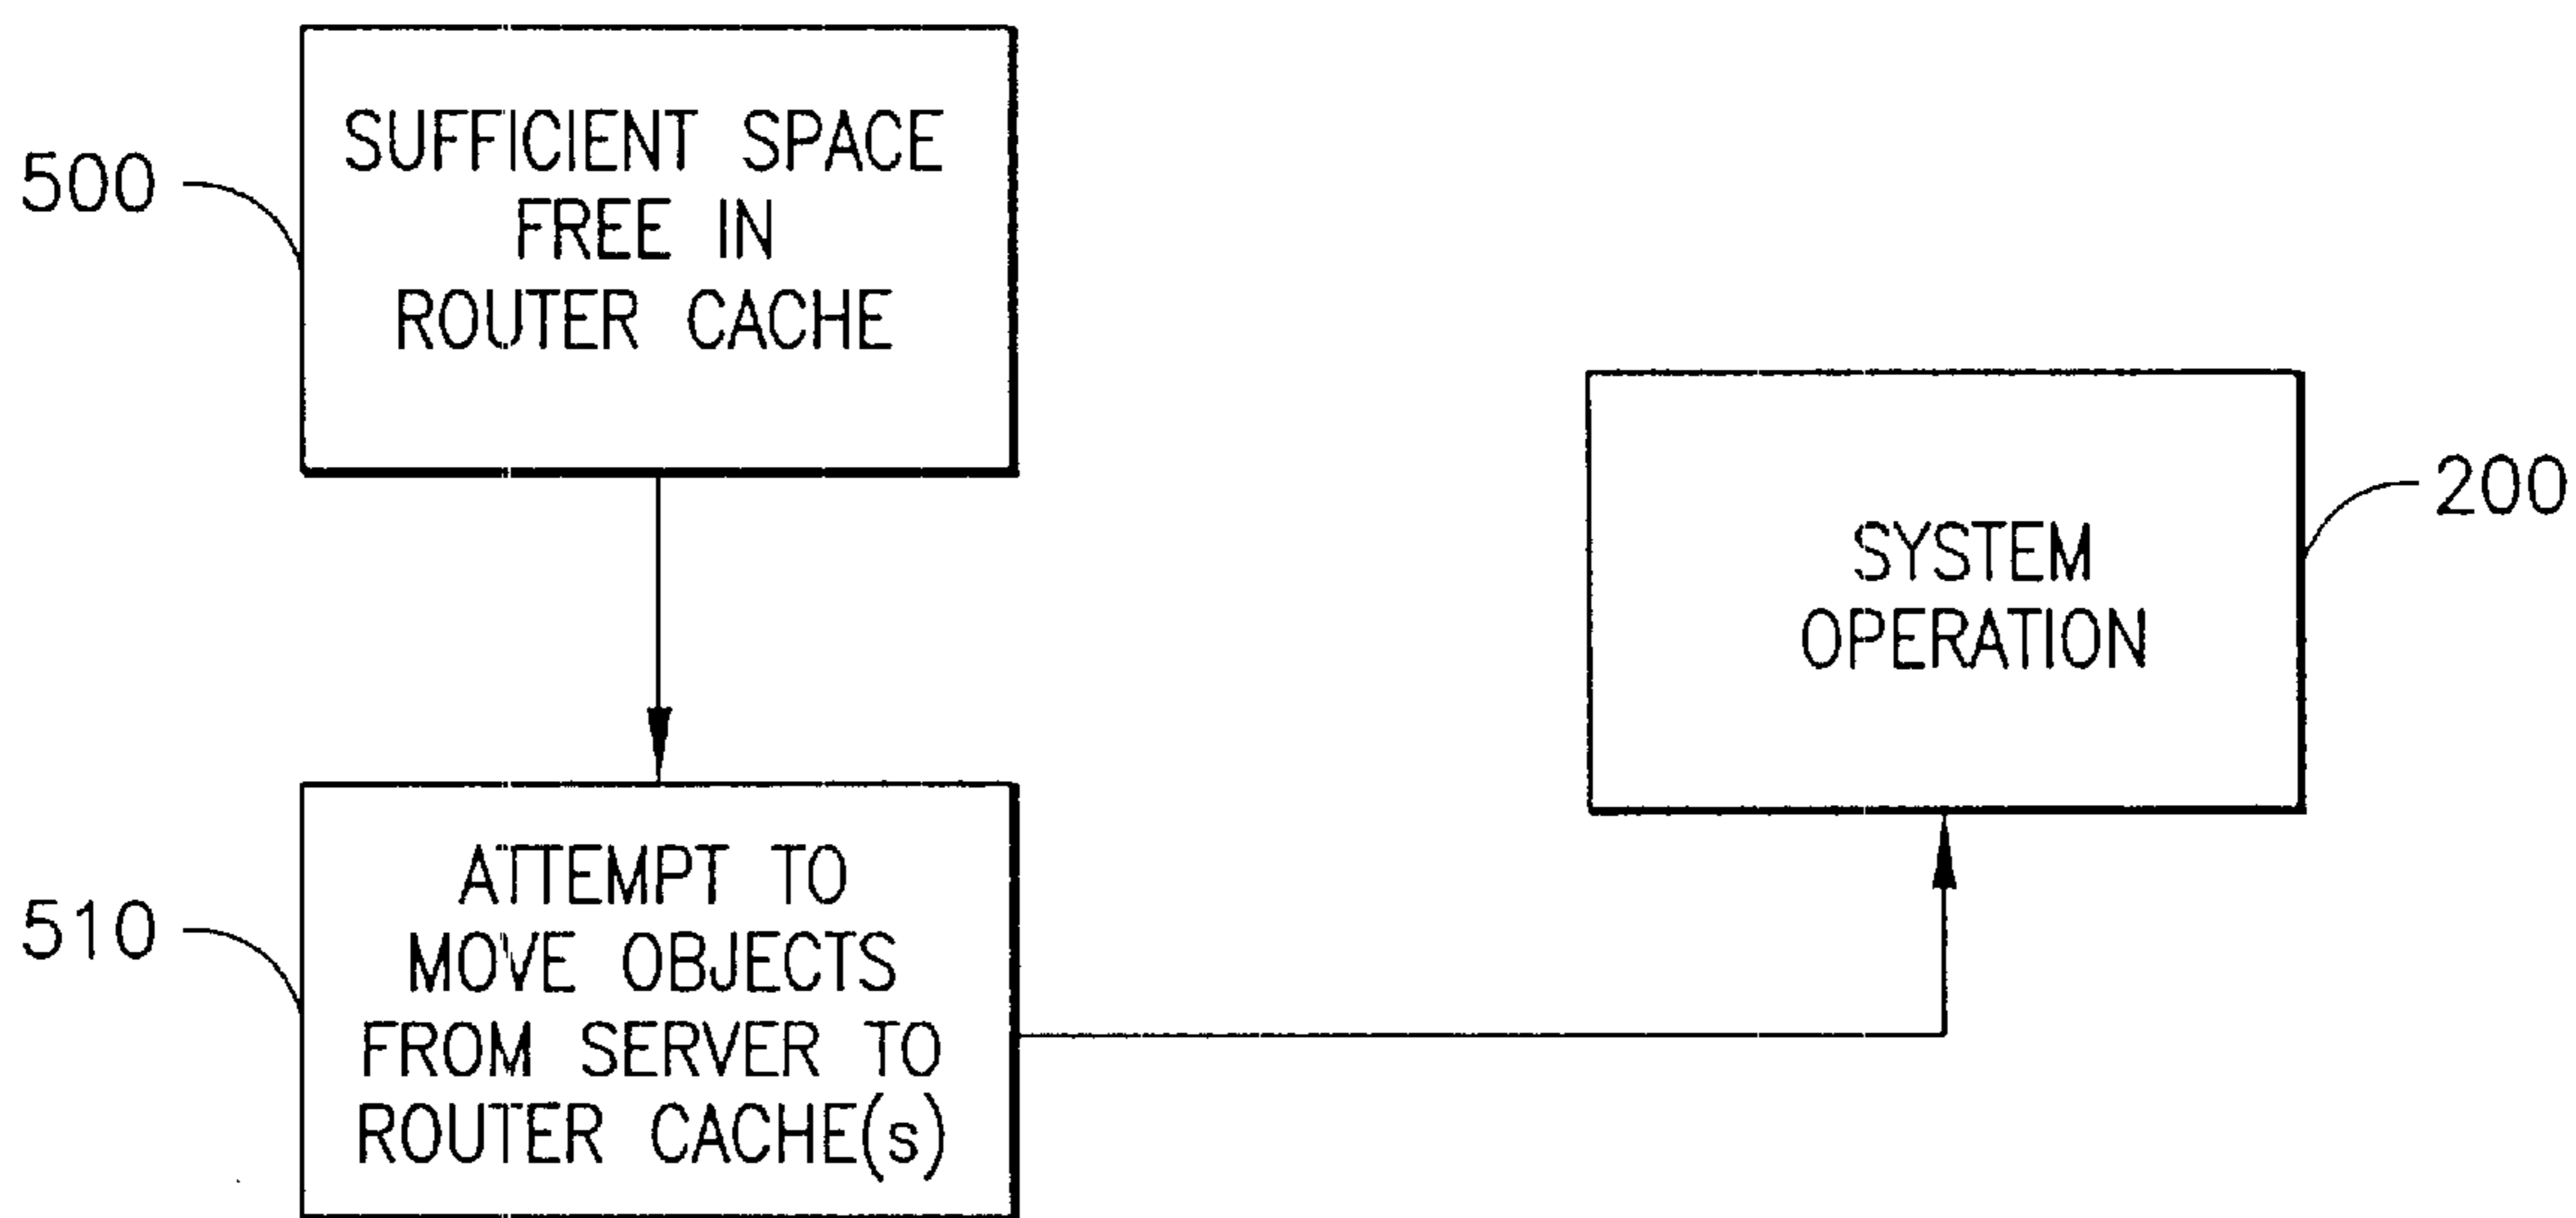 500
SUFFICIENT SPACE
FREE IN
ROUTER CACHE
200
SYSTEM
OPERATION
510
ATTEMPT TO
MOVE OBJECTS
FROM SERVER TO
ROUTER CACHE(s)